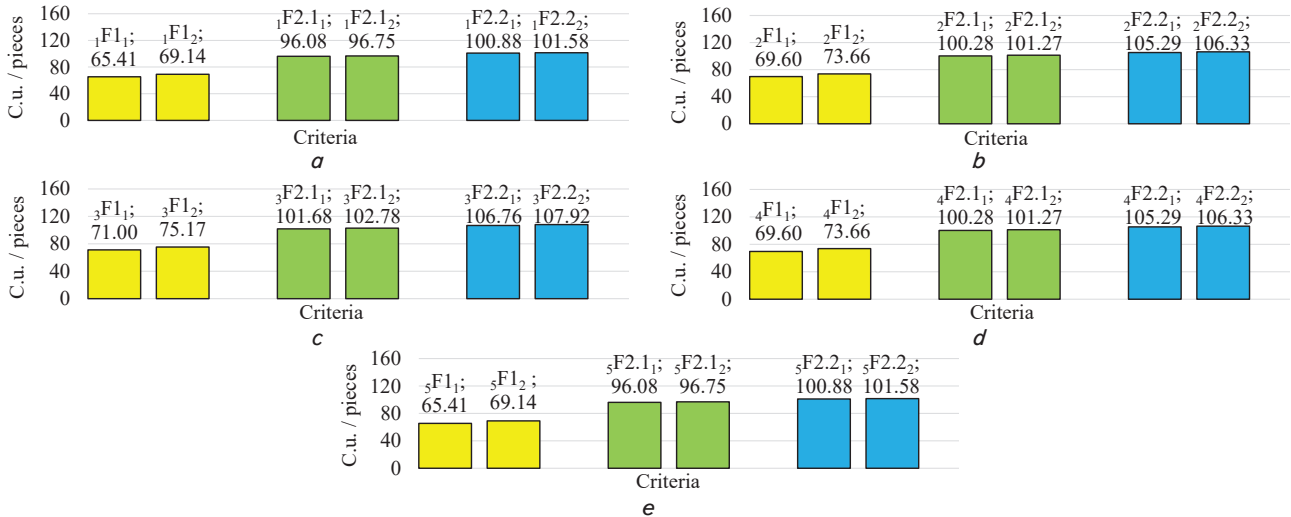 C.u. / pieces
160
120
80
40
0
₁F1₁;
65.41
₁F1₂;
69.14
₁F2.1₁;
96.08
₁F2.1₂;
96.75
₁F2.2₁;
100.88
₁F2.2₂;
101.58
Criteria
a
C.u. / pieces
160
120
80
40
0
₂F1₁;
69.60
₂F1₂;
73.66
₂F2.1₁;
100.28
₂F2.1₂;
101.27
₂F2.2₁;
105.29
₂F2.2₂;
106.33
Criteria
b
C.u. / pieces
160
120
80
40
0
₃F1₁;
71.00
₃F1₂;
75.17
₃F2.1₁;
101.68
₃F2.1₂;
102.78
₃F2.2₁;
106.76
₃F2.2₂;
107.92
Criteria
c
C.u. / pieces
160
120
80
40
0
₄F1₁;
69.60
₄F1₂;
73.66
₄F2.1₁;
100.28
₄F2.1₂;
101.27
₄F2.2₁;
105.29
₄F2.2₂;
106.33
Criteria
d
C.u. / pieces
160
120
80
40
0
₅F1₁;
65.41
₅F1₂ ;
69.14
₅F2.1₁;
96.08
₅F2.1₂;
96.75
₅F2.2₁;
100.88
₅F2.2₂;
101.58
Criteria
e